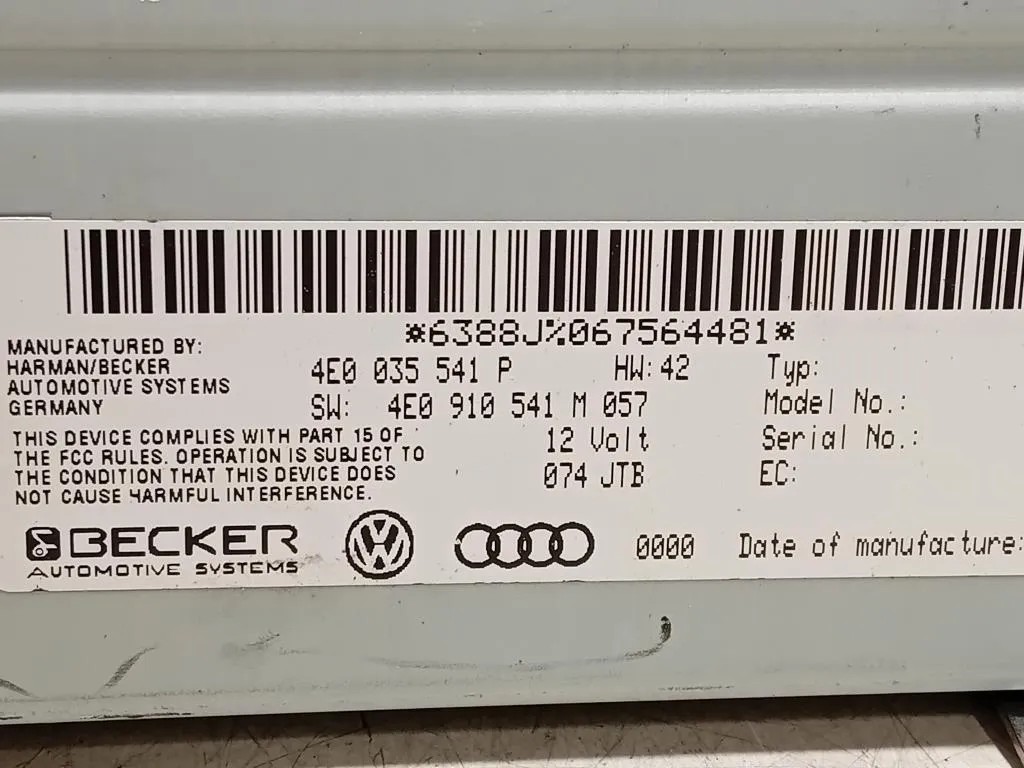 *6388J%067564481*
MANUFACTURED BY:
HARMAN/BECKER
AUTOMOTIVE SYSTEMS
GERMANY
4E0 035 541 P HW: 42 Typ:
SW: 4E0 910 541 M 057 Model No.:
12 Volt Serial No.:
074 JTB EC:
THIS DEVICE COMPLIES WITH PART 15 OF
THE FCC RULES. OPERATION IS SUBJECT TO
THE CONDITION THAT THIS DEVICE DOES
NOT CAUSE HARMFUL INTERFERENCE.
BECKER
AUTOMOTIVE SYSTEMS
0000 Date of manufacture: